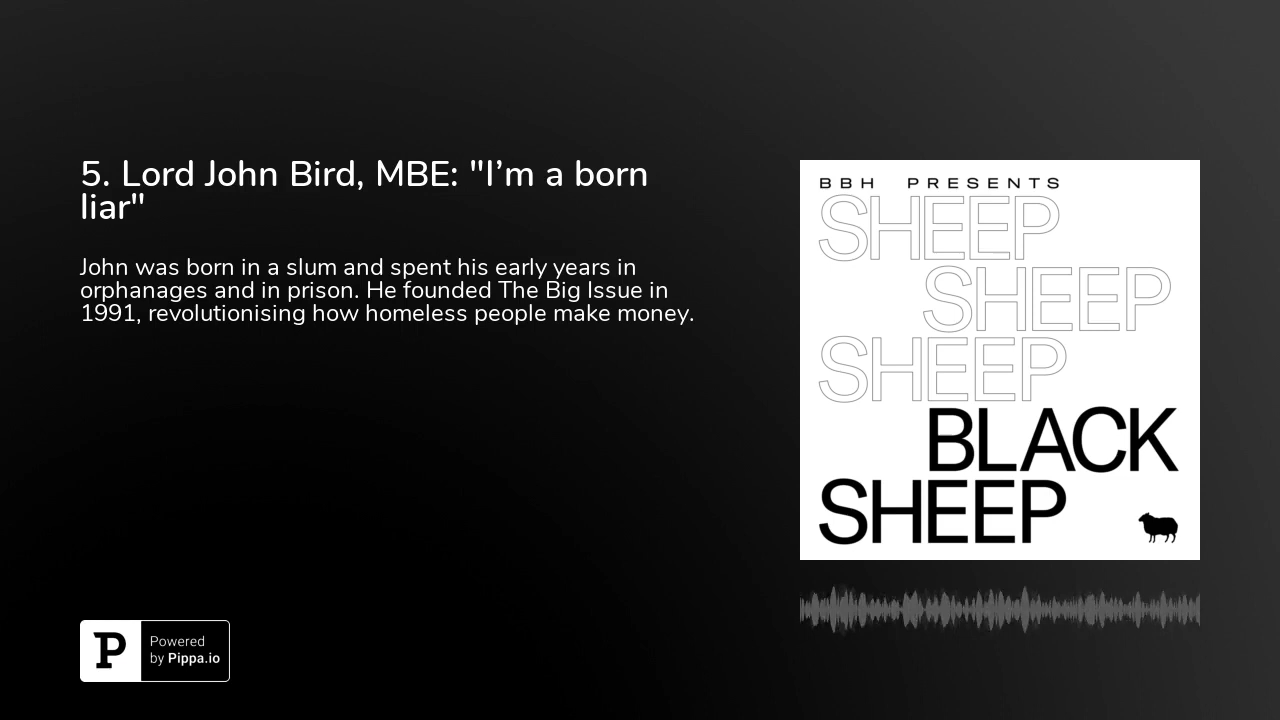 5. Lord John Bird, MBE: "I’m a born
liar"
John was born in a slum and spent his early years in
orphanages and in prison. He founded The Big Issue in
1991, revolutionising how homeless people make money.
BBH PRESENTS
SHEEP
SHEEP
SHEEP
BLACK
SHEEP
P
Powered
by Pippa.io